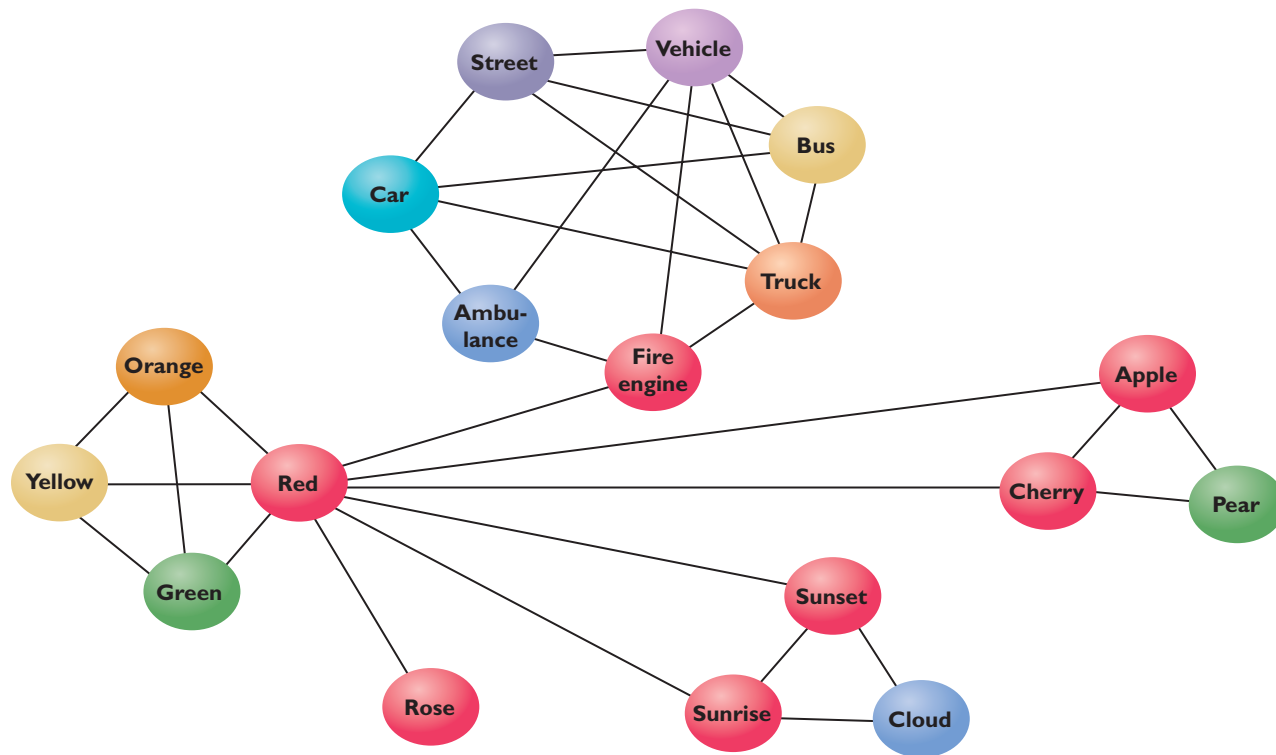 Vehicle
Street
Bus
Car
Truck
Ambu-
lance
Fire
engine
Orange
Apple
Yellow
Red
Cherry
Pear
Green
Sunset
Rose
Sunrise
Cloud